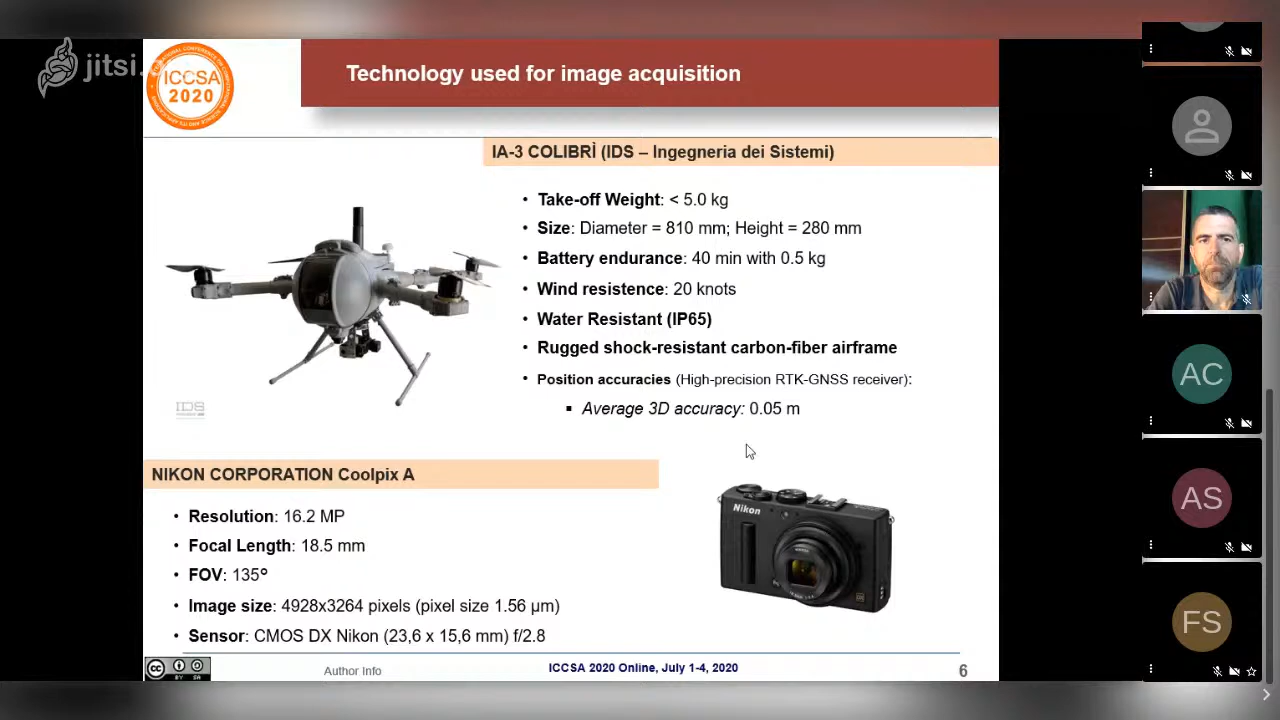 jitsi.
ICCSA
2020
Technology used for image acquisition
IA-3 COLIBRÌ (IDS – Ingegneria dei Sistemi)
• Take-off Weight: < 5.0 kg
• Size: Diameter = 810 mm; Height = 280 mm
• Battery endurance: 40 min with 0.5 kg
• Wind resistence: 20 knots
• Water Resistant (IP65)
• Rugged shock-resistant carbon-fiber airframe
• Position accuracies (High-precision RTK-GNSS receiver):
▪ Average 3D accuracy: 0.05 m
IDS
NIKON CORPORATION Coolpix A
• Resolution: 16.2 MP
• Focal Length: 18.5 mm
• FOV: 135°
• Image size: 4928x3264 pixels (pixel size 1.56 µm)
• Sensor: CMOS DX Nikon (23,6 x 15,6 mm) f/2.8
Nikon
cc
BY SA
Author Info
ICCSA 2020 Online, July 1-4, 2020
6
AC
AS
FS